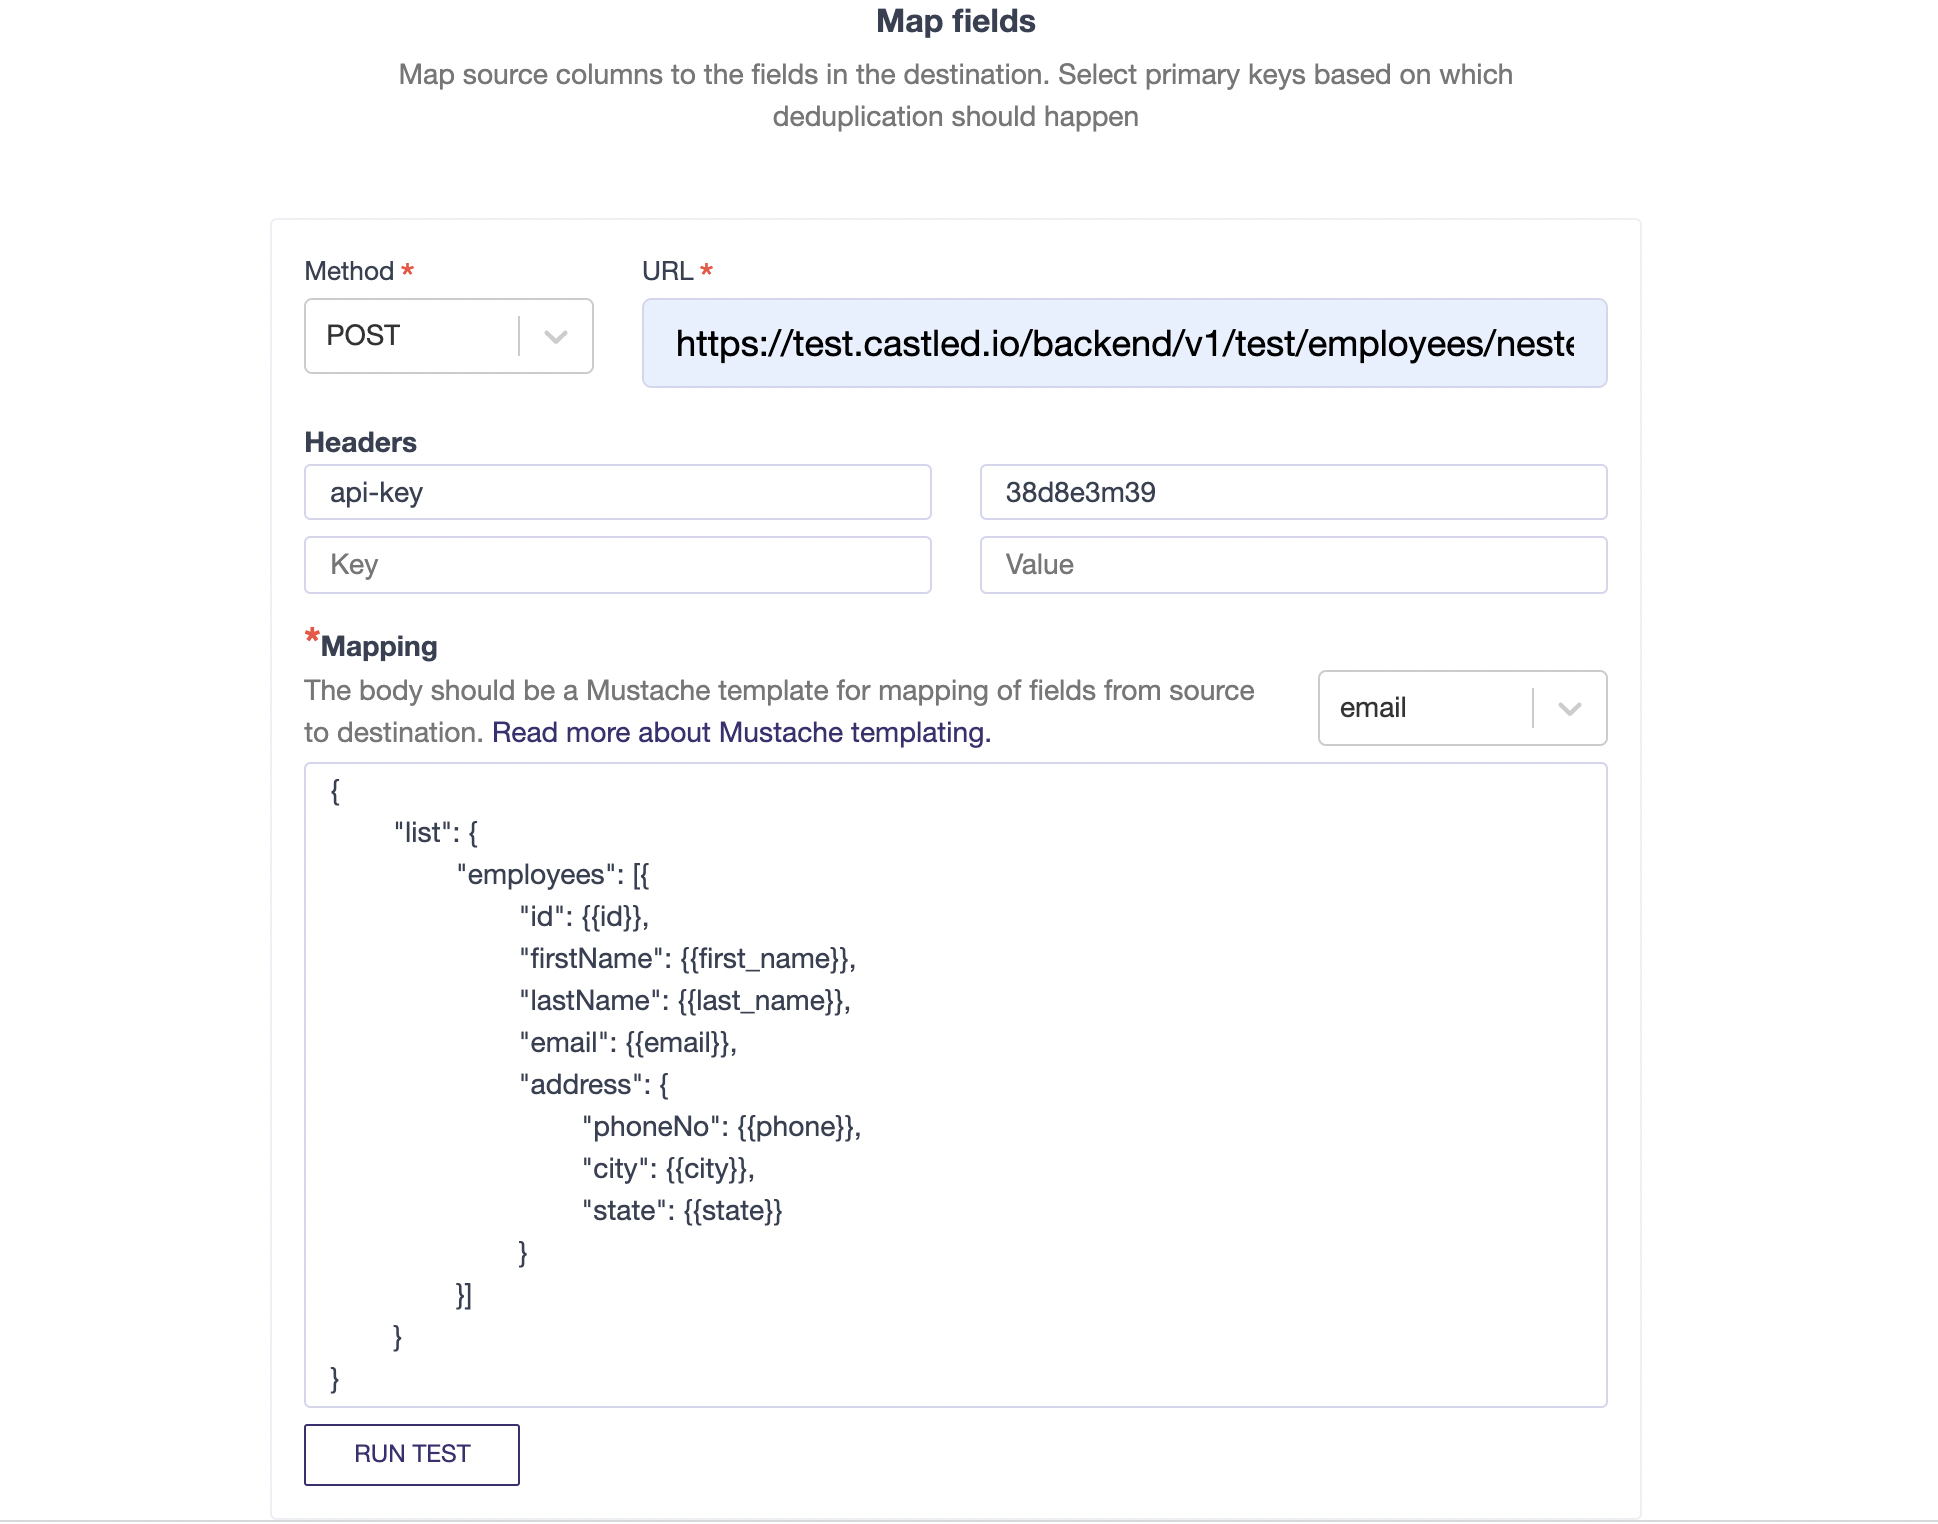 Map fields
Map source columns to the fields in the destination. Select primary keys based on which
deduplication should happen
Method *
URL *
POST
https://test.castled.io/backend/v1/test/employees/neste
Headers
api-key
38d8e3m39
Key
Value
*Mapping
The body should be a Mustache template for mapping of fields from source
to destination. Read more about Mustache templating.
email
{
"list": {
"employees": [{
"id": {{id}},
"firstName": {{first_name}},
"lastName": {{last_name}},
"email": {{email}},
"address": {
"phoneNo": {{phone}},
"city": {{city}},
"state": {{state}}
}
}]
}
}
RUN TEST